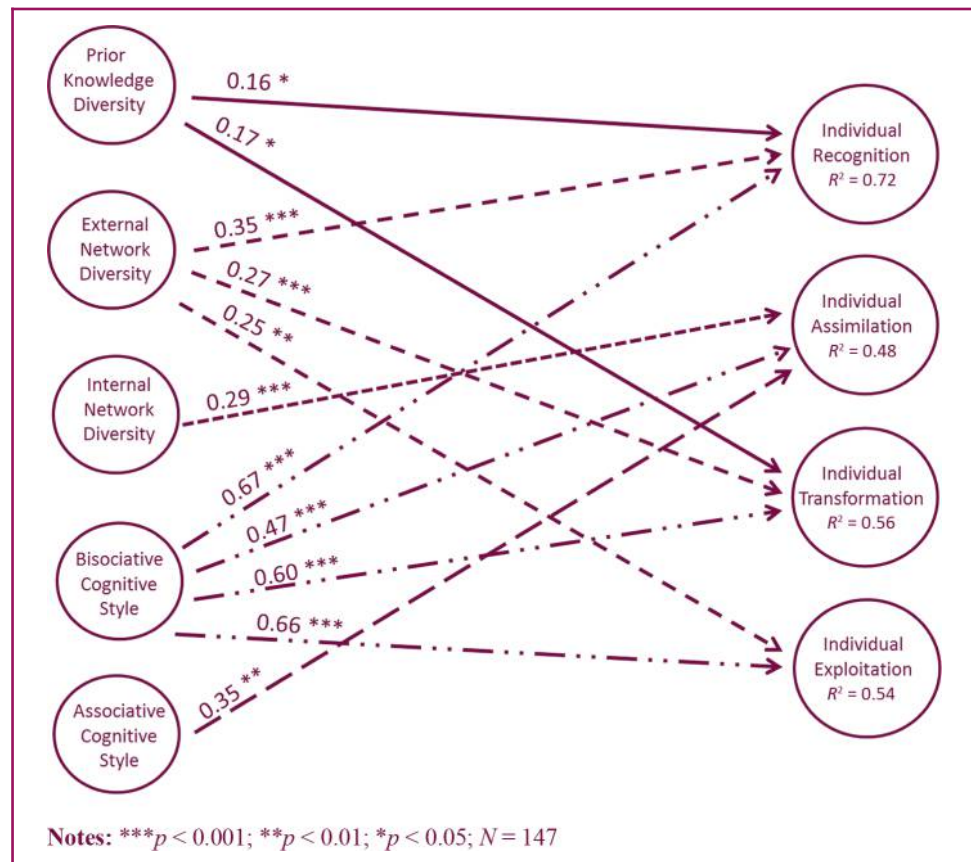 Prior
Knowledge
Diversity
External
Network
Diversity
Internal
Network
Diversity
Bisociative
Cognitive
Style
Associative
Cognitive
Style
0.16 *
0.17 *
0.35 ***
0.27 ***
0.25 **
0.29 ***
0.67 ***
0.47 ***
0.60 ***
0.66 ***
0.35 **
Individual
Recognition
R² = 0.72
Individual
Assimilation
R² = 0.48
Individual
Transformation
R² = 0.56
Individual
Exploitation
R² = 0.54
Notes: ***p < 0.001; **p < 0.01; *p < 0.05; N = 147